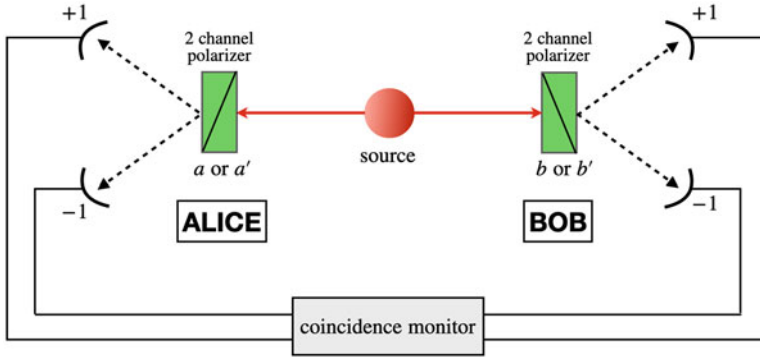 +1
+1
2 channel
polarizer
2 channel
polarizer
source
a or a′
b or b′
−1
−1
ALICE
BOB
coincidence monitor